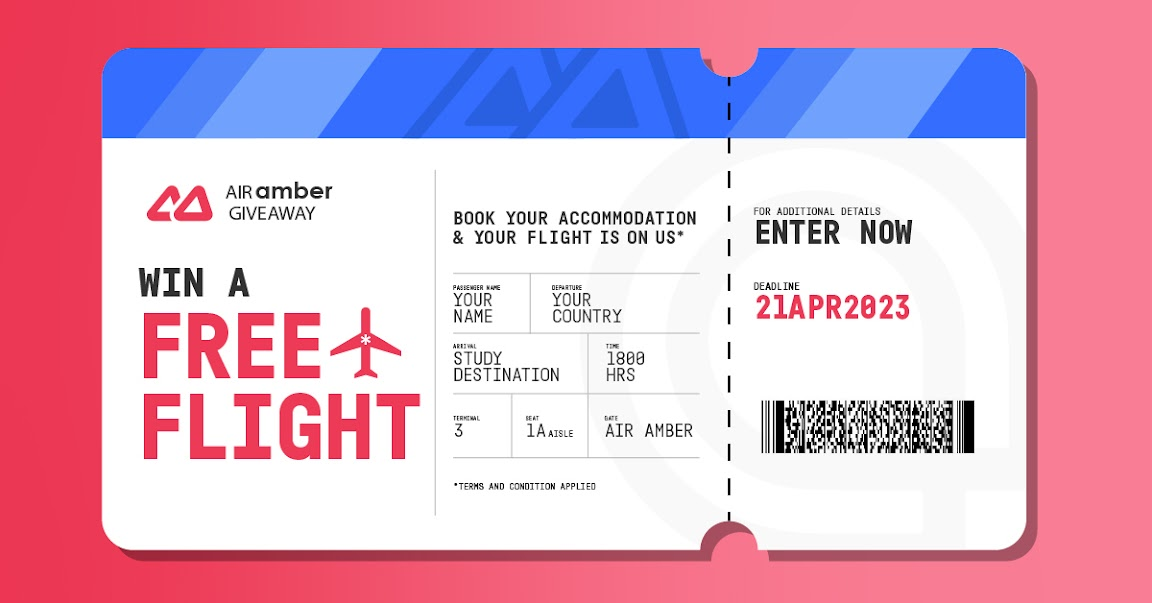 AIR amber
GIVEAWAY
WIN A
FREE
*
FLIGHT
BOOK YOUR ACCOMMODATION
& YOUR FLIGHT IS ON US*
PASSENGER NAME
YOUR
NAME
DEPARTURE
YOUR
COUNTRY
ARRIVAL
STUDY
DESTINATION
TIME
1800
HRS
TERMINAL
3
SEAT
1A AISLE
DATE
AIR AMBER
*TERMS AND CONDITION APPLIED
FOR ADDITIONAL DETAILS
ENTER NOW
DEADLINE
21APR2023